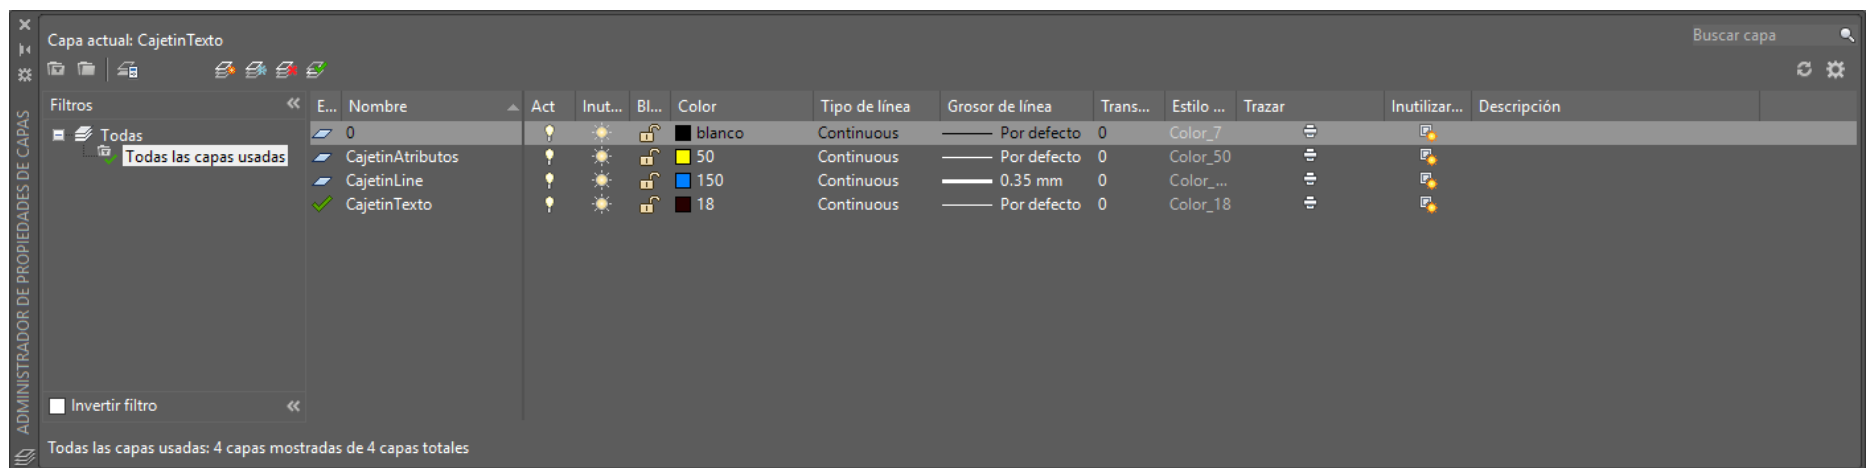 Capa actual: CajetinTexto
Buscar capa
Filtros
Todas
Todas las capas usadas
Invertir filtro
E... Nombre Act Inut... Bl... Color Tipo de línea Grosor de línea Trans... Estilo ... Trazar Inutilizar... Descripción
0 blanco Continuous Por defecto 0 Color_7
CajetinAtributos 50 Continuous Por defecto 0 Color_50
CajetinLine 150 Continuous 0.35 mm 0 Color_...
CajetinTexto 18 Continuous Por defecto 0 Color_18
Todas las capas usadas: 4 capas mostradas de 4 capas totales
ADMINISTRADOR DE PROPIEDADES DE CAPAS